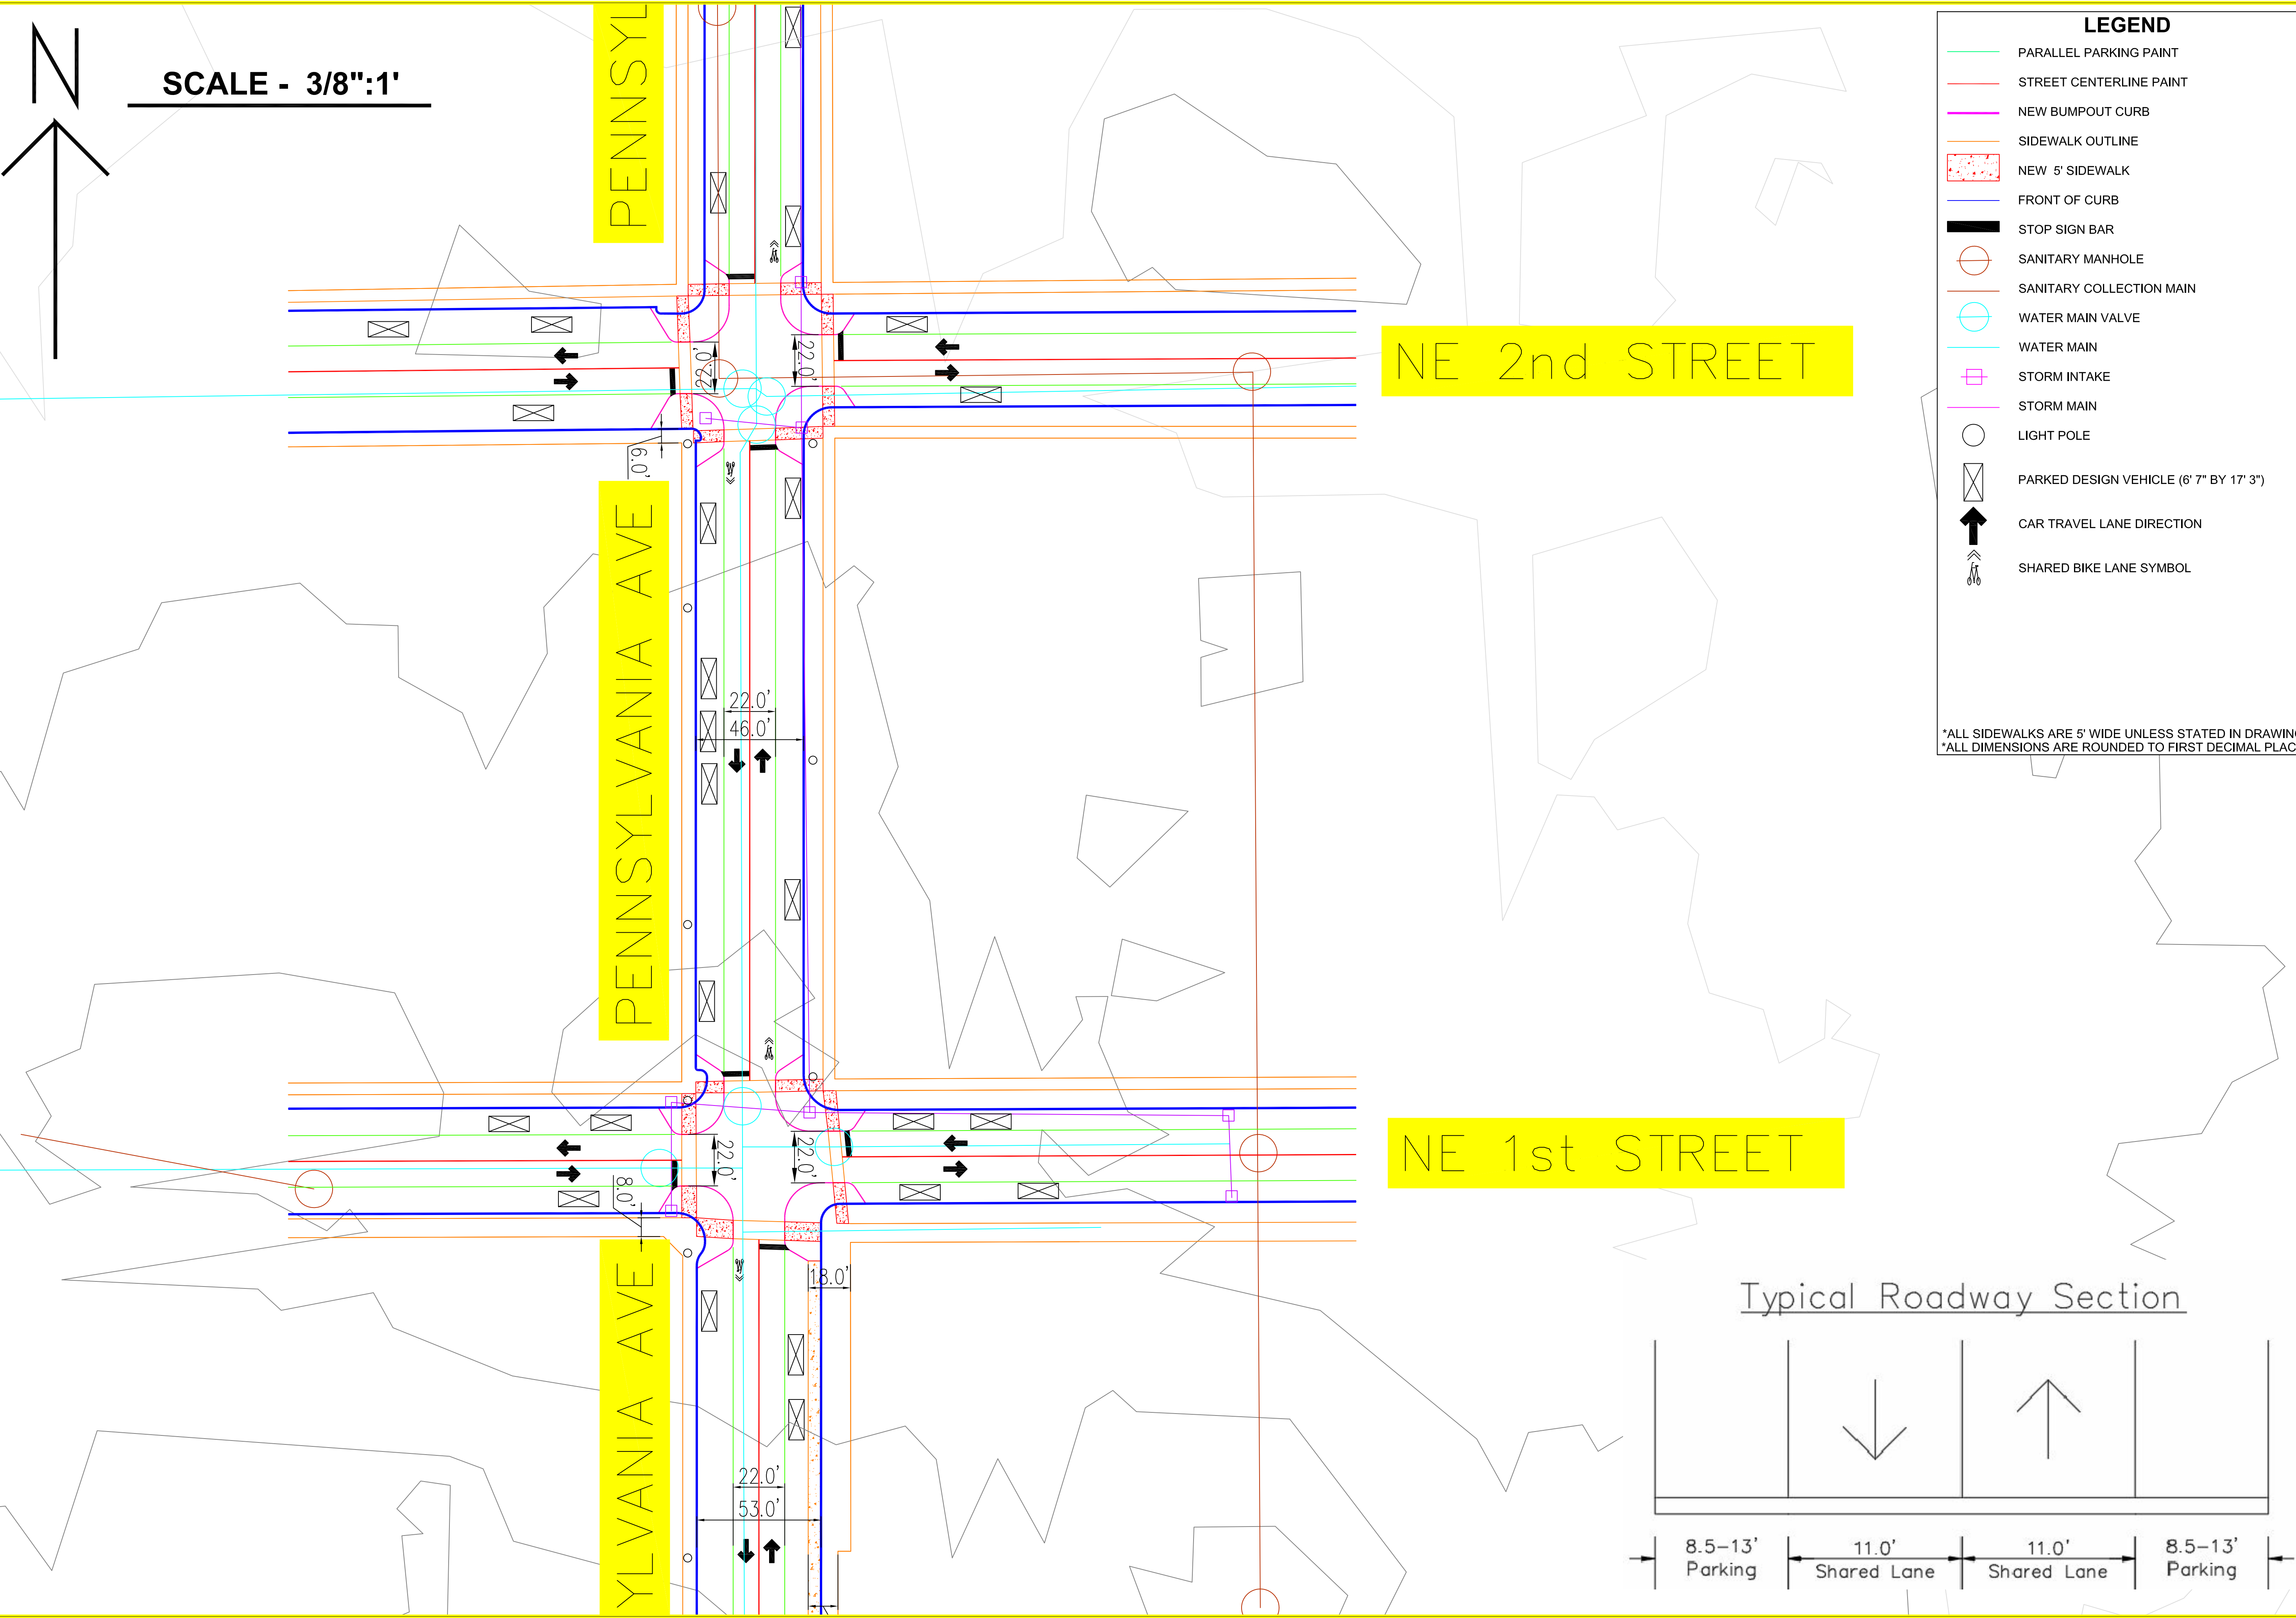 N
SCALE - 3/8":1'
PENNSYL
LEGEND
PARALLEL PARKING PAINT
STREET CENTERLINE PAINT
NEW BUMPOUT CURB
SIDEWALK OUTLINE
NEW 5' SIDEWALK
FRONT OF CURB
STOP SIGN BAR
SANITARY MANHOLE
SANITARY COLLECTION MAIN
WATER MAIN VALVE
WATER MAIN
STORM INTAKE
STORM MAIN
LIGHT POLE
PARKED DESIGN VEHICLE (6' 7" BY 17' 3")
CAR TRAVEL LANE DIRECTION
SHARED BIKE LANE SYMBOL
*ALL SIDEWALKS ARE 5' WIDE UNLESS STATED IN DRAWING
*ALL DIMENSIONS ARE ROUNDED TO FIRST DECIMAL PLAC
22.0'
22.0'
NE 2nd STREET
6.0'
PENNSYLVANIA AVE
22.0'
46.0'
22.0'
22.0'
NE 1st STREET
8.0'
18.0'
YLVANIA AVE
22.0'
53.0'
Typical Roadway Section
8.5-13' 11.0' 11.0' 8.5-13'
Parking Shared Lane Shared Lane Parking